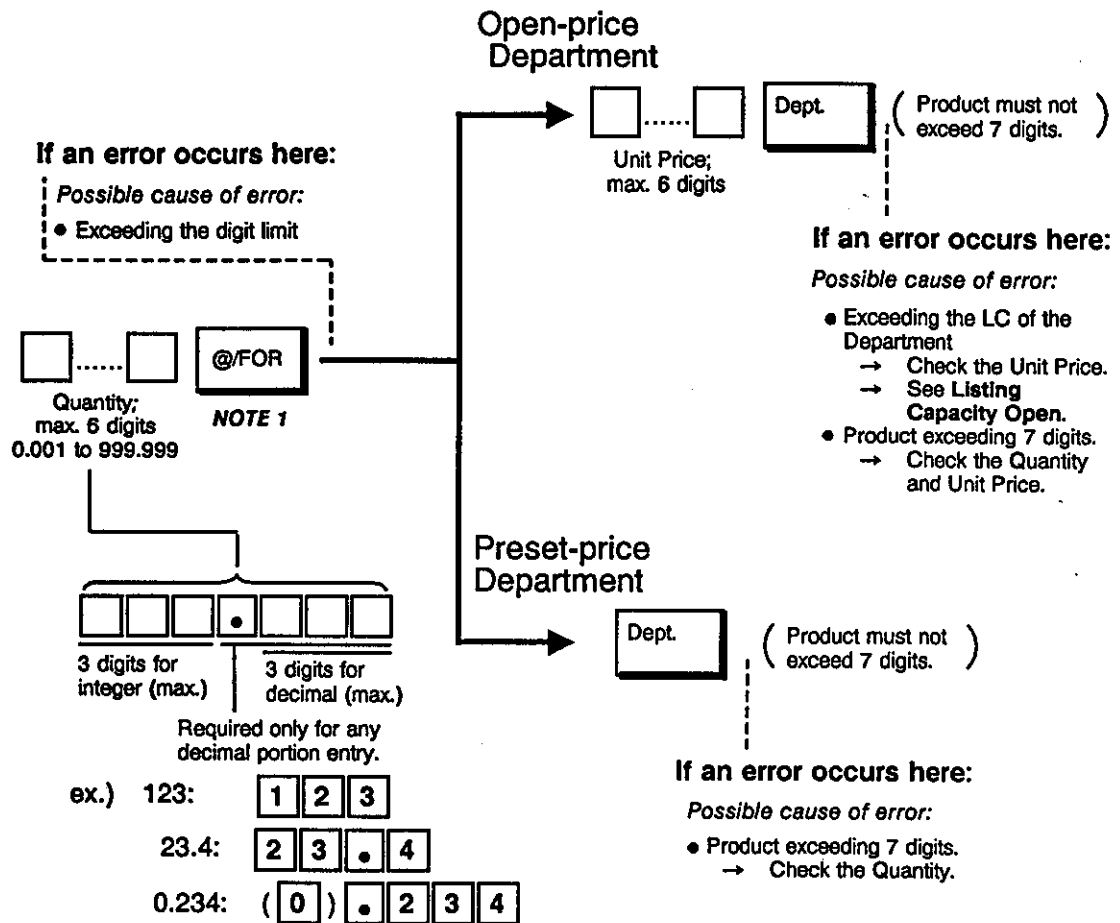 Open-price
Department
Dept.
( Product must not
exceed 7 digits. )
Unit Price;
max. 6 digits
If an error occurs here:
Possible cause of error:
• Exceeding the digit limit
If an error occurs here:
Possible cause of error:
• Exceeding the LC of the
Department
→ Check the Unit Price.
→ See Listing
Capacity Open.
• Product exceeding 7 digits.
→ Check the Quantity
and Unit Price.
@/FOR
Quantity;
max. 6 digits
0.001 to 999.999
NOTE 1
Preset-price
Department
Dept.
( Product must not
exceed 7 digits. )
3 digits for
integer (max.)
3 digits for
decimal (max.)
Required only for any
decimal portion entry.
If an error occurs here:
Possible cause of error:
• Product exceeding 7 digits.
→ Check the Quantity.
ex.) 123: 1 2 3
23.4: 2 3 • 4
0.234: ( 0 ) • 2 3 4